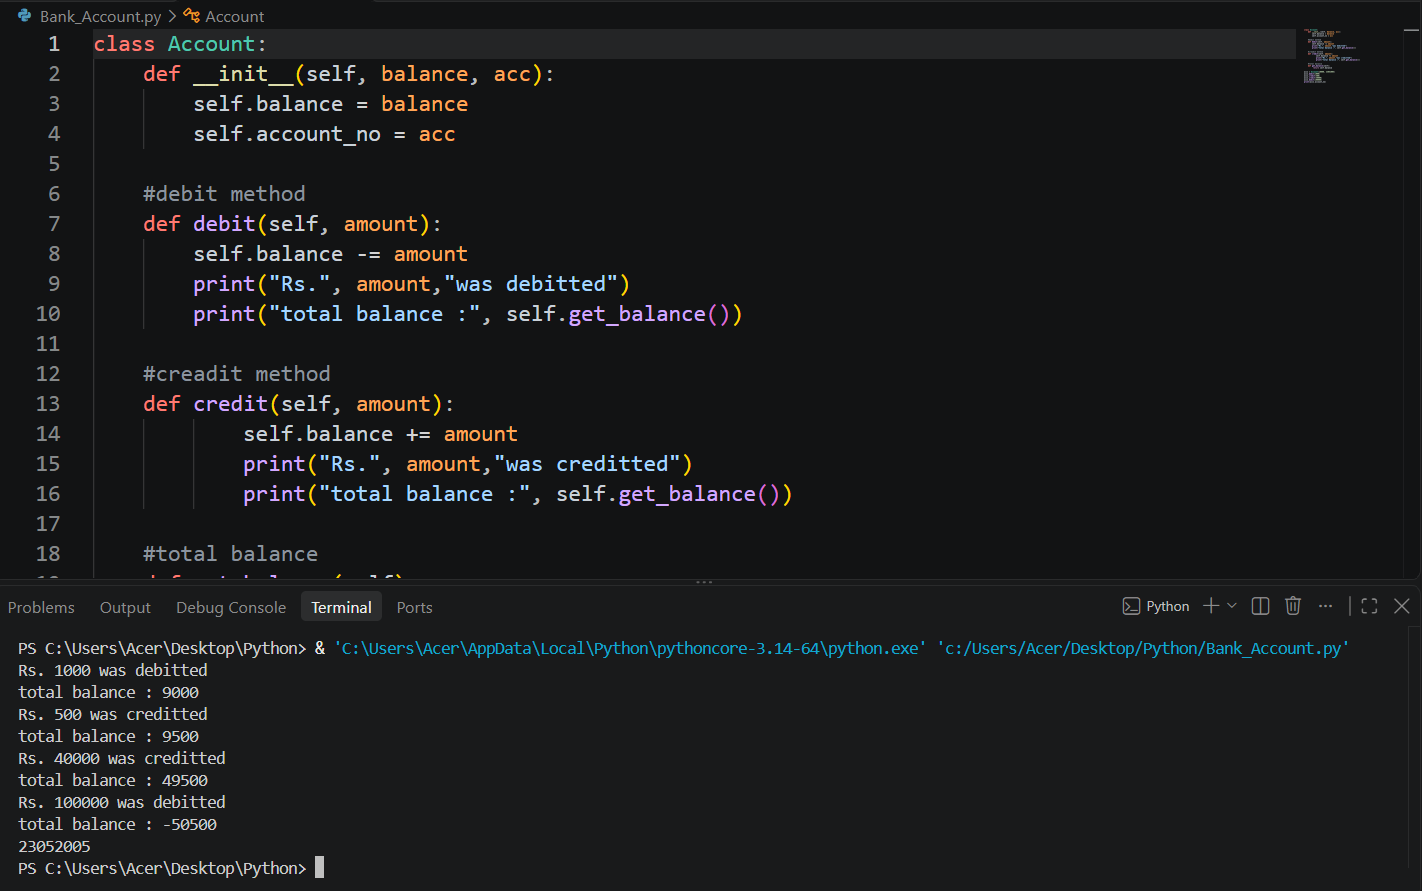 Bank_Account.py > Account
1 class Account:
2     def __init__(self, balance, acc):
3         self.balance = balance
4         self.account_no = acc
5
6     #debit method
7     def debit(self, amount):
8         self.balance -= amount
9         print("Rs.", amount,"was debitted")
10         print("total balance :", self.get_balance())
11
12     #creadit method
13     def credit(self, amount):
14             self.balance += amount
15             print("Rs.", amount,"was creditted")
16             print("total balance :", self.get_balance())
17
18     #total balance
Problems Output Debug Console Terminal Ports Python
PS C:\Users\Acer\Desktop\Python> & 'C:\Users\Acer\AppData\Local\Python\pythoncore-3.14-64\python.exe' 'c:/Users/Acer/Desktop/Python/Bank_Account.py'
Rs. 1000 was debitted
total balance : 9000
Rs. 500 was creditted
total balance : 9500
Rs. 40000 was creditted
total balance : 49500
Rs. 100000 was debitted
total balance : -50500
23052005
PS C:\Users\Acer\Desktop\Python>